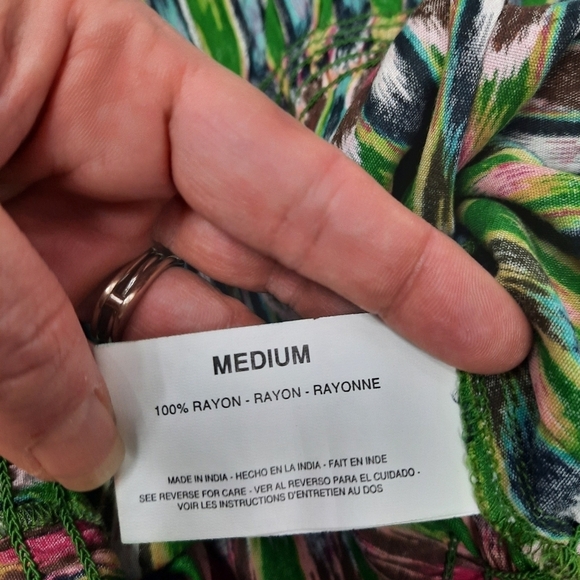 MEDIUM
100% RAYON - RAYON - RAYONNE
MADE IN INDIA - HECHO EN LA INDIA - FAIT EN INDE
SEE REVERSE FOR CARE - VER AL REVERSO PARA EL CUIDADO -
VOIR LES INSTRUCTIONS D'ENTRETIEN AU DOS